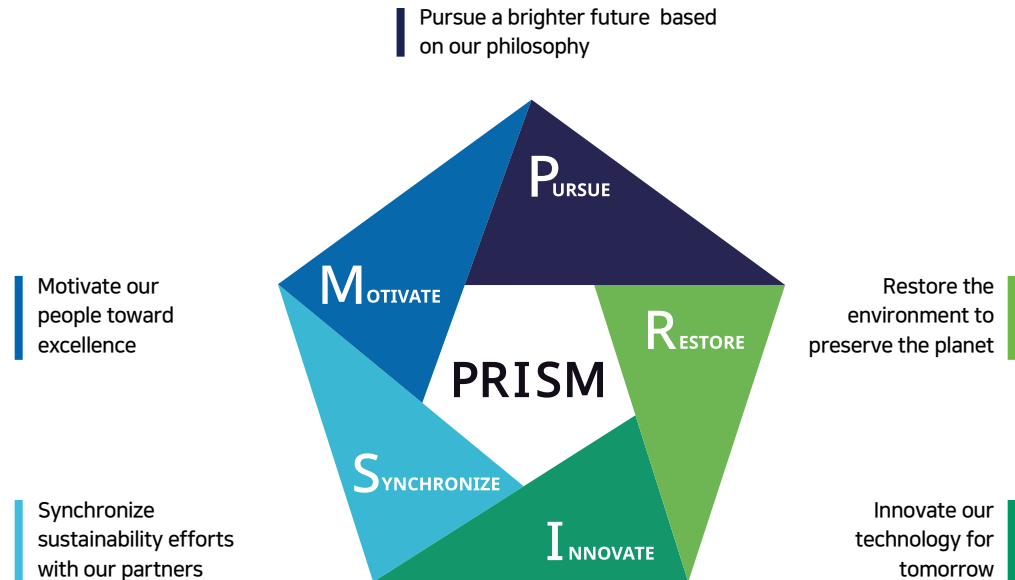 Pursue a brighter future based
on our philosophy
PURSUE
MOTIVATE
Motivate our
people toward
excellence
Restore the
environment to
preserve the planet
RESTORE
PRISM
SYNCHRONIZE
Synchronize
sustainability efforts
with our partners
INNOVATE
Innovate our
technology for
tomorrow